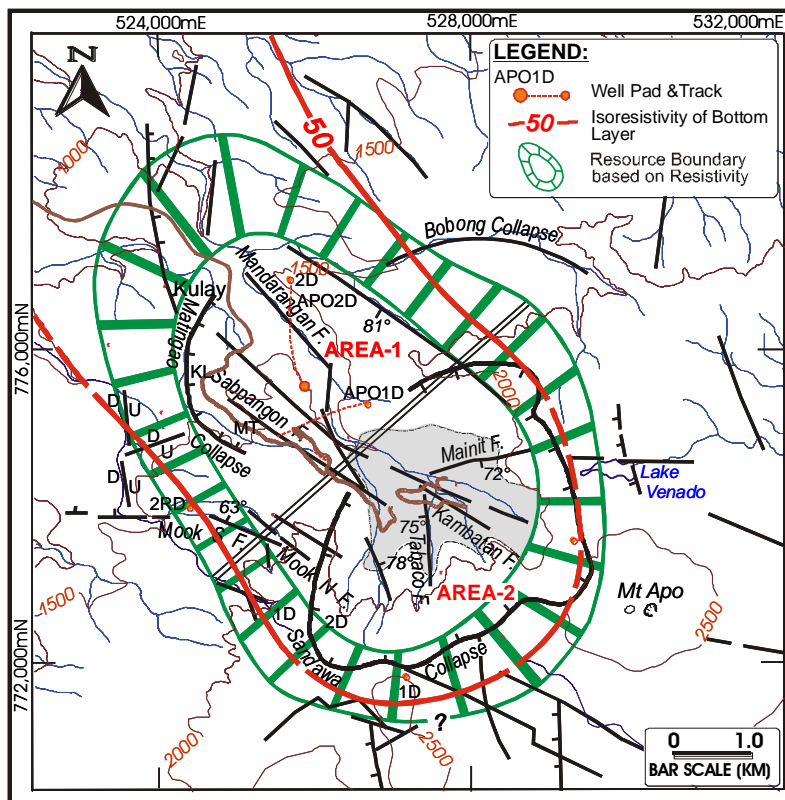 524,000mE
528,000mE
532,000mE
N
LEGEND:
APO1D
Well Pad &Track
50
Isoresistivity of Bottom
Layer
Resource Boundary
based on Resistivity
50
1000
1500
Bobong Collapse
Mandarangan F.
1500
2D
APO2D
Kulay
81°
776,000mN
Matingao
AREA-1
2000
KL
APO1D
Sabpangon
D
U
MT
Collapse
D
U
Mainit F.
72°
D
U
Lake
Venado
2RD
63°
Kambatan F.
Mook S F.
75°
Mook N F.
78°
Tabaco F.
AREA-2
Mt Apo
1500
2500
1D
2D
Sandawa
Collapse
772,000mN
1D
?
2000
2500
0
1.0
BAR SCALE (KM)